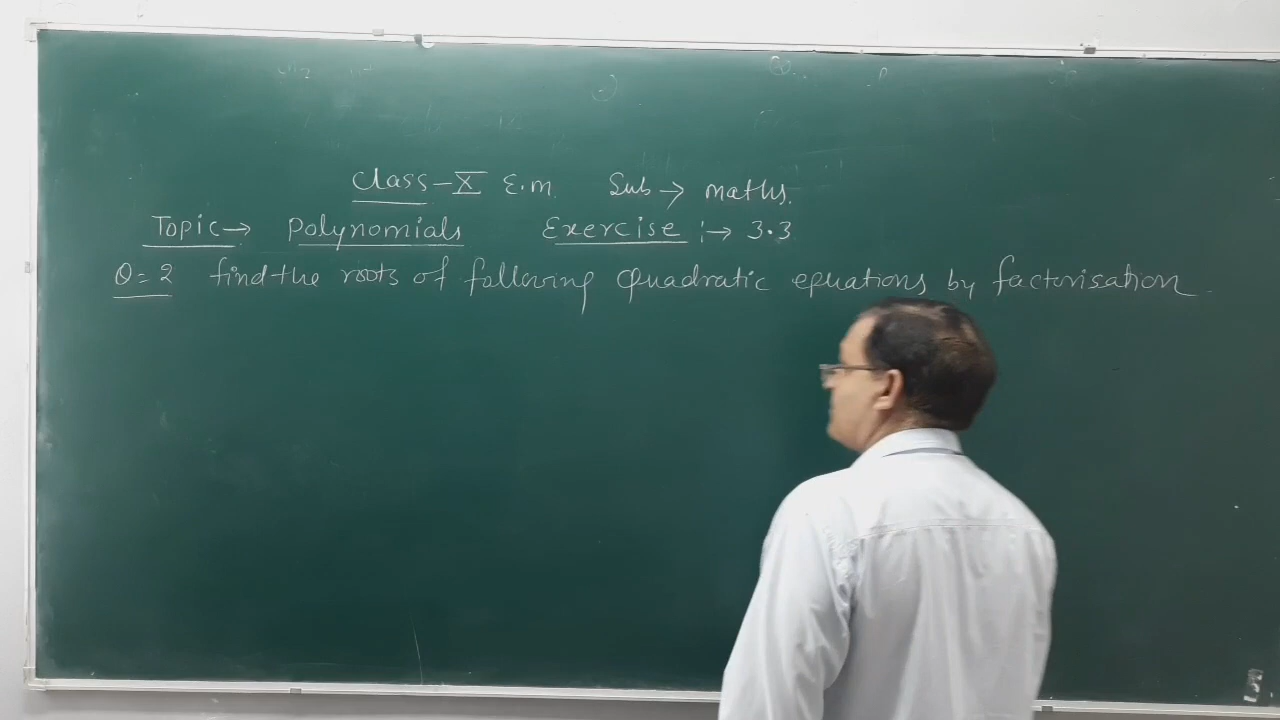 Class - X E.m. Sub → maths.
Topic → Polynomials Exercise :→ 3.3
Q=2 find the roots of following quadratic equations by factorisation